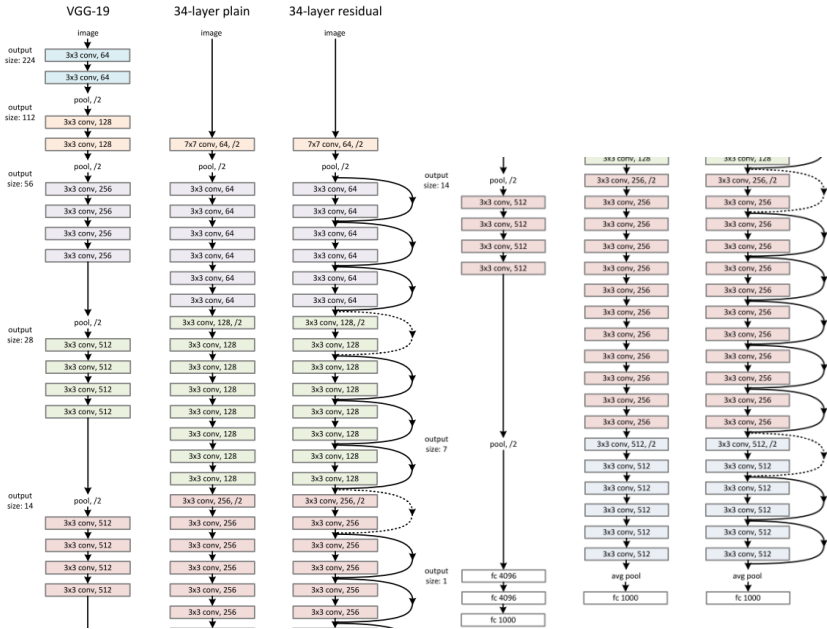 VGG-19
image
output
size: 224
3x3 conv, 64
3x3 conv, 64
pool, /2
output
size: 112
3x3 conv, 128
3x3 conv, 128
pool, /2
output
size: 56
3x3 conv, 256
3x3 conv, 256
3x3 conv, 256
3x3 conv, 256
pool, /2
output
size: 28
3x3 conv, 512
3x3 conv, 512
3x3 conv, 512
3x3 conv, 512
pool, /2
output
size: 14
3x3 conv, 512
3x3 conv, 512
3x3 conv, 512
3x3 conv, 512
34-layer plain
image
7x7 conv, 64, /2
pool, /2
3x3 conv, 64
3x3 conv, 64
3x3 conv, 64
3x3 conv, 64
3x3 conv, 64
3x3 conv, 64
3x3 conv, 128, /2
3x3 conv, 128
3x3 conv, 128
3x3 conv, 128
3x3 conv, 128
3x3 conv, 128
3x3 conv, 128
3x3 conv, 128
3x3 conv, 256, /2
3x3 conv, 256
3x3 conv, 256
3x3 conv, 256
3x3 conv, 256
3x3 conv, 256
34-layer residual
image
7x7 conv, 64, /2
pool, /2
3x3 conv, 64
3x3 conv, 64
3x3 conv, 64
3x3 conv, 64
3x3 conv, 64
3x3 conv, 64
3x3 conv, 128, /2
3x3 conv, 128
3x3 conv, 128
3x3 conv, 128
3x3 conv, 128
3x3 conv, 128
3x3 conv, 128
3x3 conv, 128
3x3 conv, 256, /2
3x3 conv, 256
3x3 conv, 256
3x3 conv, 256
3x3 conv, 256
3x3 conv, 256
output
size: 14
pool, /2
3x3 conv, 512
3x3 conv, 512
3x3 conv, 512
3x3 conv, 512
output
size: 7
pool, /2
output
size: 1
fc 4096
fc 4096
fc 1000
3x3 conv, 128
3x3 conv, 256, /2
3x3 conv, 256
3x3 conv, 256
3x3 conv, 256
3x3 conv, 256
3x3 conv, 256
3x3 conv, 256
3x3 conv, 256
3x3 conv, 256
3x3 conv, 256
3x3 conv, 256
3x3 conv, 256
3x3 conv, 512, /2
3x3 conv, 512
3x3 conv, 512
3x3 conv, 512
3x3 conv, 512
3x3 conv, 512
avg pool
fc 1000
3x3 conv, 128
3x3 conv, 256, /2
3x3 conv, 256
3x3 conv, 256
3x3 conv, 256
3x3 conv, 256
3x3 conv, 256
3x3 conv, 256
3x3 conv, 256
3x3 conv, 256
3x3 conv, 256
3x3 conv, 256
3x3 conv, 256
3x3 conv, 512, /2
3x3 conv, 512
3x3 conv, 512
3x3 conv, 512
3x3 conv, 512
3x3 conv, 512
avg pool
fc 1000